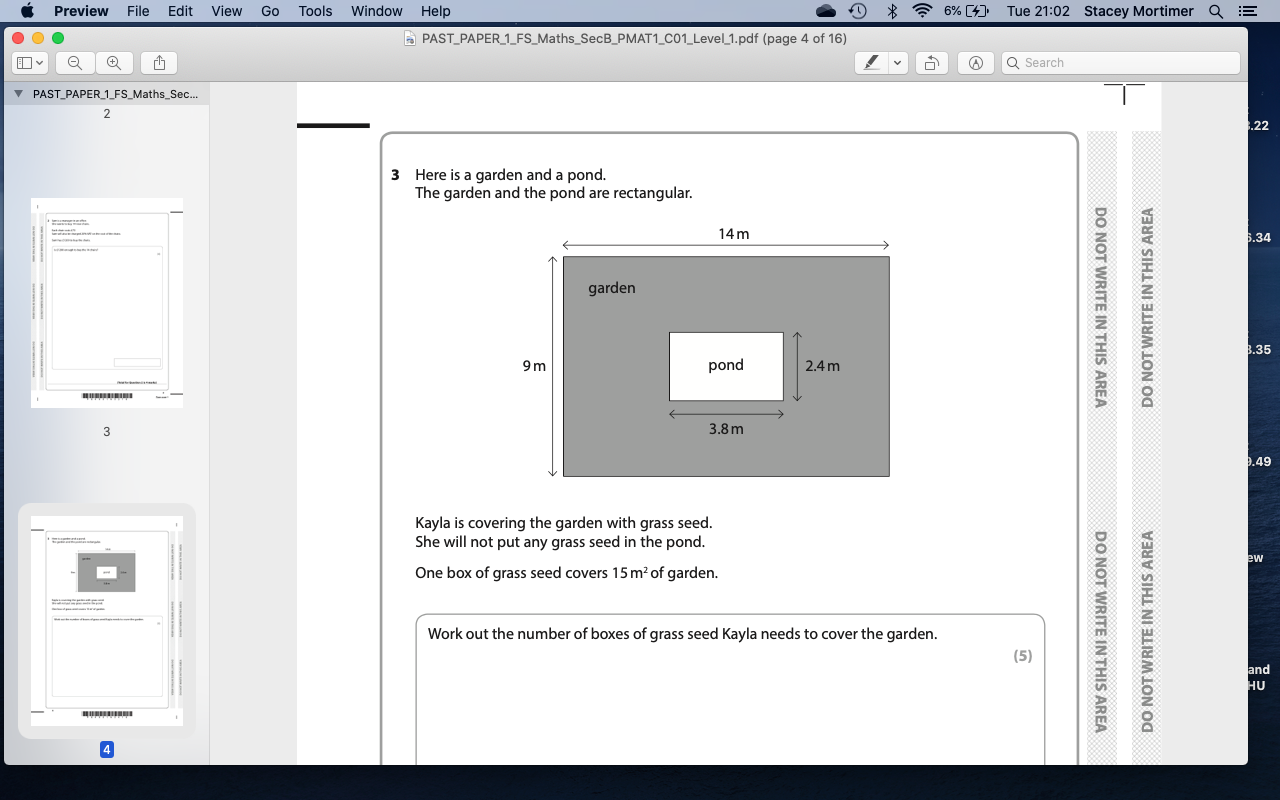 Preview File Edit View Go Tools Window Help 6% Tue 21:02 Stacey Mortimer
PAST_PAPER_1_FS_Maths_SecB_PMAT1_C01_Level_1.pdf (page 4 of 16)
Search
PAST_PAPER_1_FS_Maths_Sec...
2
3
4
3 Here is a garden and a pond.
The garden and the pond are rectangular.
14 m
garden
9 m
pond
2.4 m
3.8 m
Kayla is covering the garden with grass seed.
She will not put any grass seed in the pond.
One box of grass seed covers 15 m² of garden.
Work out the number of boxes of grass seed Kayla needs to cover the garden.
(5)
DO NOT WRITE IN THIS AREA
DO NOT WRITE IN THIS AREA
DO NOT WRITE IN THIS AREA
DO NOT WRITE IN THIS AREA
.22
.34
.35
.49
ew
and
HU